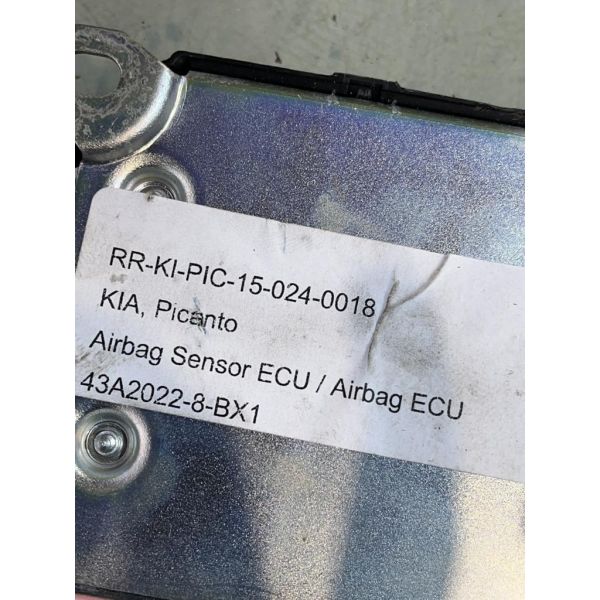 RR-KI-PIC-15-024-0018
KIA, Picanto
Airbag Sensor ECU / Airbag ECU
43A2022-8-BX1